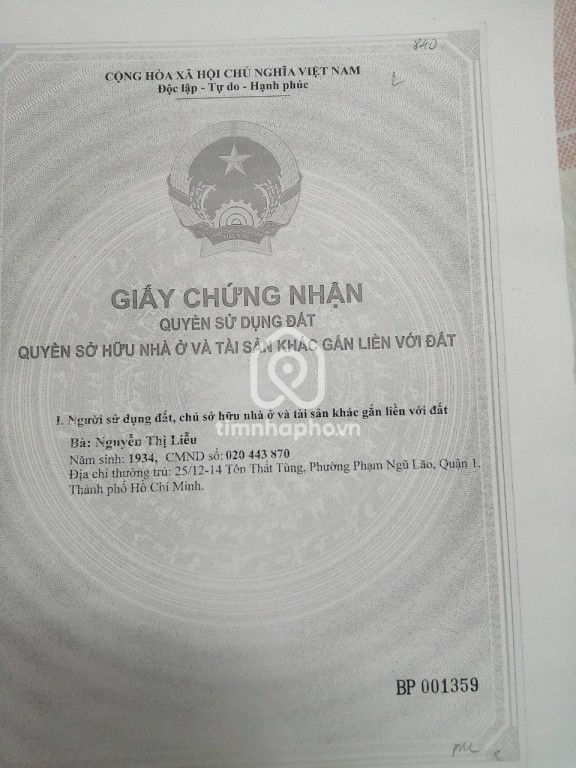 840
CỘNG HÒA XÃ HỘI CHỦ NGHĨA VIỆT NAM
Độc lập - Tự do - Hạnh phúc
GIẤY CHỨNG NHẬN
QUYỀN SỬ DỤNG ĐẤT
QUYỀN SỞ HỮU NHÀ Ở VÀ TÀI SẢN KHÁC GẮN LIỀN VỚI ĐẤT
I. Người sử dụng đất, chủ sở hữu nhà ở và tài sản khác gắn liền với đất
timnhapho.vn
Bà: Nguyễn Thị Liễu
Năm sinh: 1934, CMND số: 020 443 870
Địa chỉ thường trú: 25/12-14 Tôn Thất Tùng, Phường Phạm Ngũ Lão, Quận 1,
Thành phố Hồ Chí Minh.
BP 001359